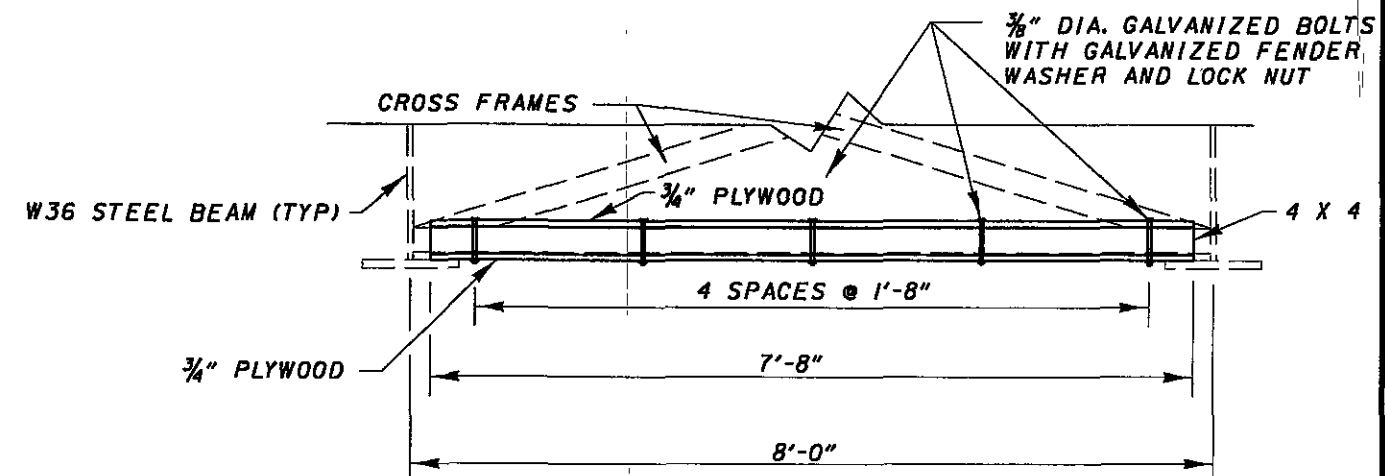 ⅜" DIA. GALVANIZED BOLTS
WITH GALVANIZED FENDER
WASHER AND LOCK NUT
CROSS FRAMES
¾" PLYWOOD
W36 STEEL BEAM (TYP)
4 X 4
4 SPACES @ 1'-8"
¾" PLYWOOD
7'-8"
8'-0"